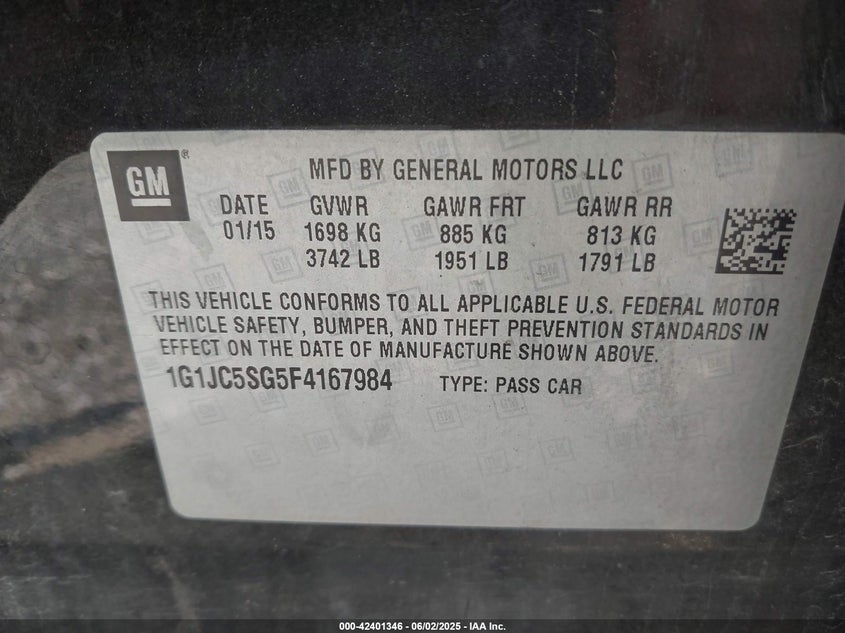 GM®
MFD BY GENERAL MOTORS LLC
DATE GVWR GAWR FRT GAWR RR
01/15 1698 KG 885 KG 813 KG
3742 LB 1951 LB 1791 LB
THIS VEHICLE CONFORMS TO ALL APPLICABLE U.S. FEDERAL MOTOR
VEHICLE SAFETY, BUMPER, AND THEFT PREVENTION STANDARDS IN
EFFECT ON THE DATE OF MANUFACTURE SHOWN ABOVE.
1G1JC5SG5F4167984 TYPE: PASS CAR
000-42401346 - 06/02/2025 - IAA Inc.